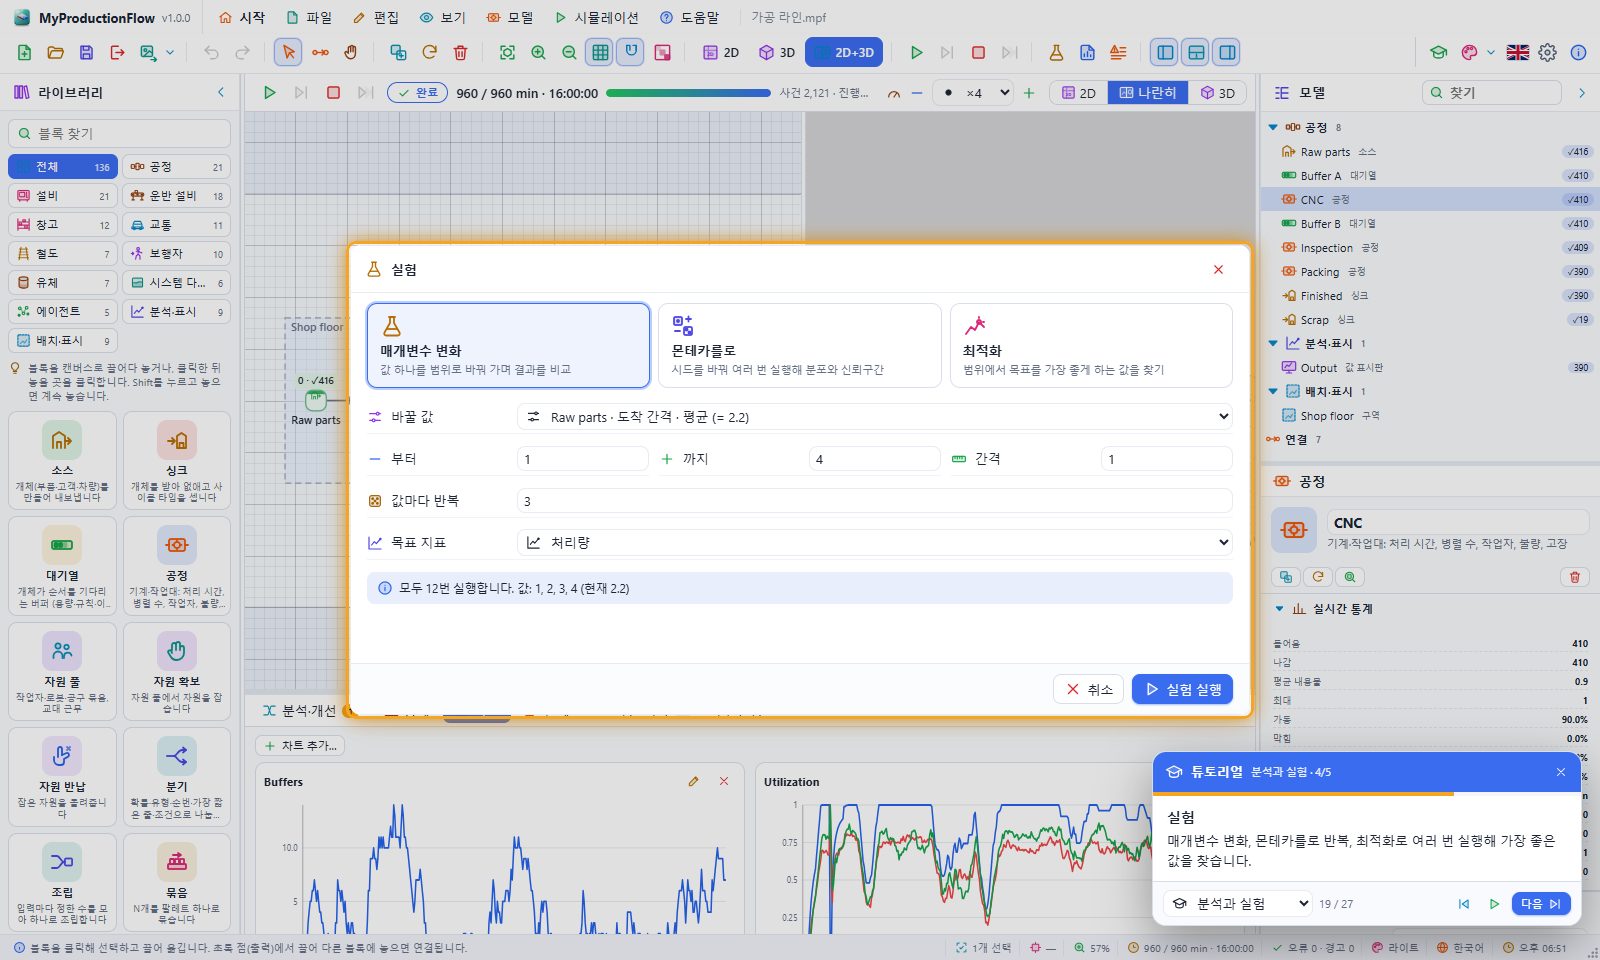 MyProductionFlow v1.0.0
시작 파일 편집 보기 모델 시뮬레이션 도움말 가공 라인.mpf
2D 3D 2D+3D
라이브러리
블록 찾기
전체 136
공정 21
설비 21
운반 설비 18
창고 12
교통 11
철도 7
보행자 10
유체 7
시스템 다... 6
에이전트 5
분석·표시 9
배치·표시 9
블록을 캔버스로 끌어다 놓거나, 클릭한 뒤
놓을 곳을 클릭합니다. Shift를 누르고 놓으
면 계속 놓습니다.
소스
개체(부품·고객·차량)를
만들어 내보냅니다
싱크
개체를 받아 없애고 사
이클 타임을 셉니다
대기열
개체가 순서를 기다리
는 버퍼 (용량·규칙·이...
공정
기계·작업대: 처리 시간,
병렬 수, 작업자, 불량,...
자원 풀
작업자·로봇·공구 묶음,
교대 근무
자원 확보
자원 풀에서 자원을 잡
습니다
자원 반납
잡은 자원을 돌려줍니
다
분기
확률·유형·순번·가장 짧
은 줄·조건으로 나눕...
조립
입력마다 정한 수를 모
아 하나로 조립합니다
묶음
N개를 팔레트 하나로
묶습니다
완료 960 / 960 min · 16:00:00 사건 2,121 · 진행... ×4 2D 나란히 3D
Shop floor
0 · ✓416
Raw parts
실험
매개변수 변화
값 하나를 범위로 바꿔 가며 결과를 비교
몬테카를로
시드를 바꿔 여러 번 실행해 분포와 신뢰구간
최적화
범위에서 목표를 가장 좋게 하는 값을 찾기
바꿀 값 Raw parts · 도착 간격 · 평균 (= 2.2)
부터 1 까지 4 간격 1
값마다 반복 3
목표 지표 처리량
모두 12번 실행합니다. 값: 1, 2, 3, 4 (현재 2.2)
취소 실험 실행
분석·개선
차트 추가...
Buffers
10.0
5
Utilization
1
0.75
0.5
0.25
모델 찾기
공정 8
Raw parts 소스 ✓416
Buffer A 대기열 ✓410
CNC 공정 ✓410
Buffer B 대기열 ✓410
Inspection 공정 ✓409
Packing 공정 ✓390
Finished 싱크 ✓390
Scrap 싱크 ✓19
분석·표시 1
Output 값 표시판 390
배치·표시 1
Shop floor 구역
연결 7
공정
CNC
기계·작업대: 처리 시간, 병렬 수, 작업자, 불량, 고장
실시간 통계
들어옴 410
나감 410
평균 내용물 0.9
최대 1
가동 90.0%
막힘 0.0%
튜토리얼 분석과 실험 · 4/5
실험
매개변수 변화, 몬테카를로 반복, 최적화로 여러 번 실행해 가장 좋은
값을 찾습니다.
분석과 실험 19 / 27 다음
블록을 클릭해 선택하고 끌어 옮깁니다. 초록 점(출력)에서 끌어 다른 블록에 놓으면 연결됩니다.
1개 선택 — 57% 960 / 960 min · 16:00:00 오류 0 · 경고 0 라이트 한국어 오후 06:51